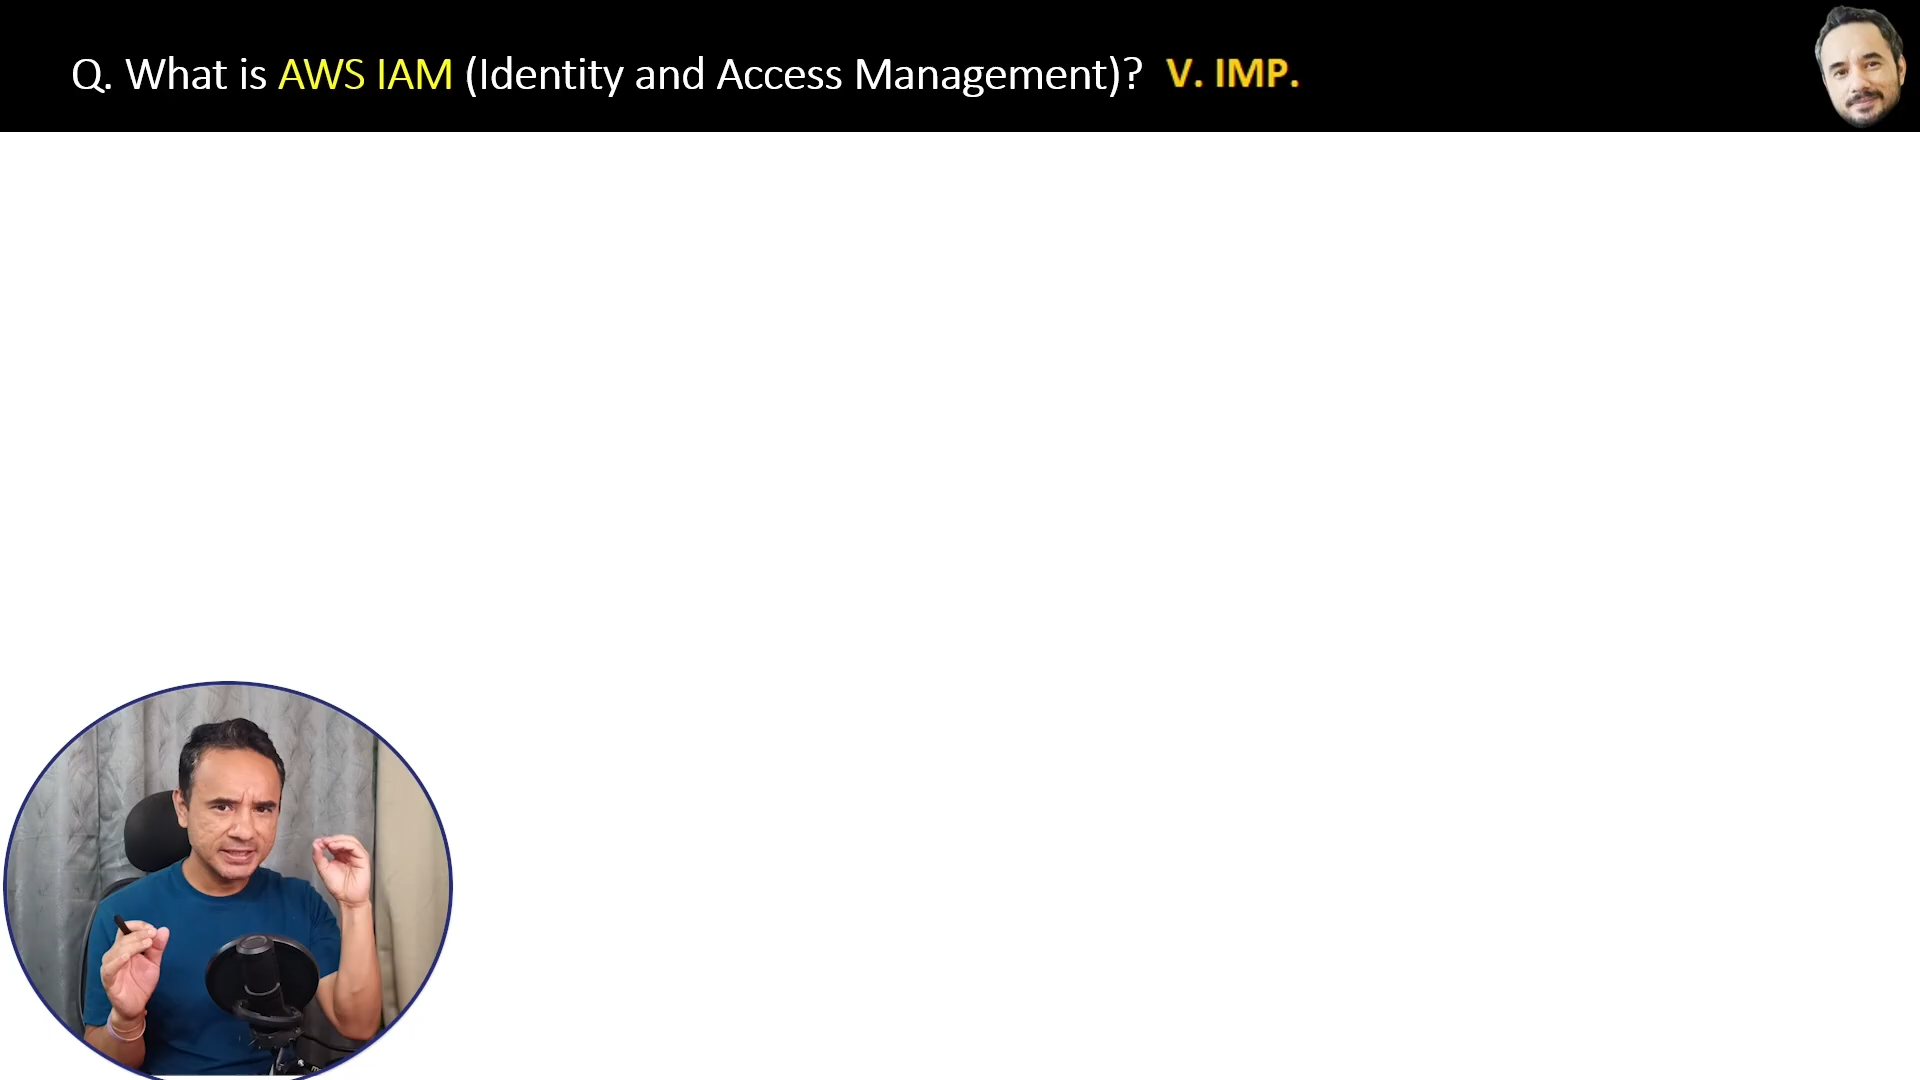 Q. What is AWS IAM (Identity and Access Management)? V. IMP.